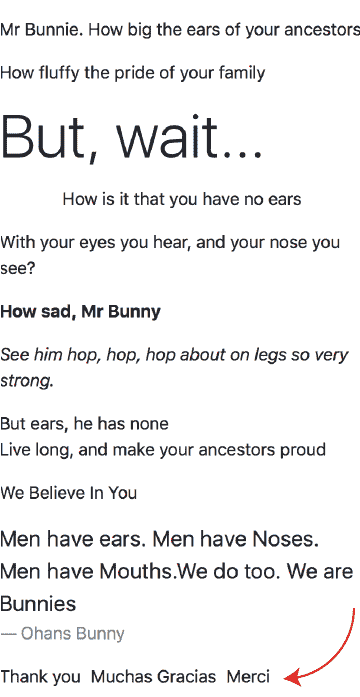 Mr Bunnie. How big the ears of your ancestors
How fluffy the pride of your family
But, wait...
How is it that you have no ears
With your eyes you hear, and your nose you
see?
How sad, Mr Bunny
See him hop, hop, hop about on legs so very
strong.
But ears, he has none
Live long, and make your ancestors proud
We Believe In You
Men have ears. Men have Noses.
Men have Mouths.We do too. We are
Bunnies
— Ohans Bunny
Thank you Muchas Gracias Merci